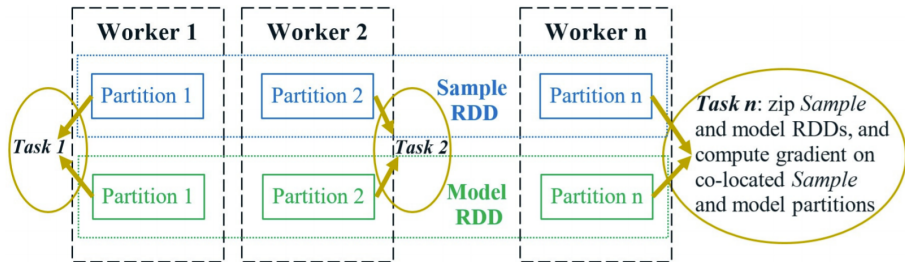 Worker 1
Worker 2
Worker n
Partition 1
Partition 2
Sample
RDD
Partition n
Task 1
Task 2
Task n: zip Sample
and model RDDs, and
compute gradient on
co-located Sample
and model partitions
Partition 1
Partition 2
Model
RDD
Partition n